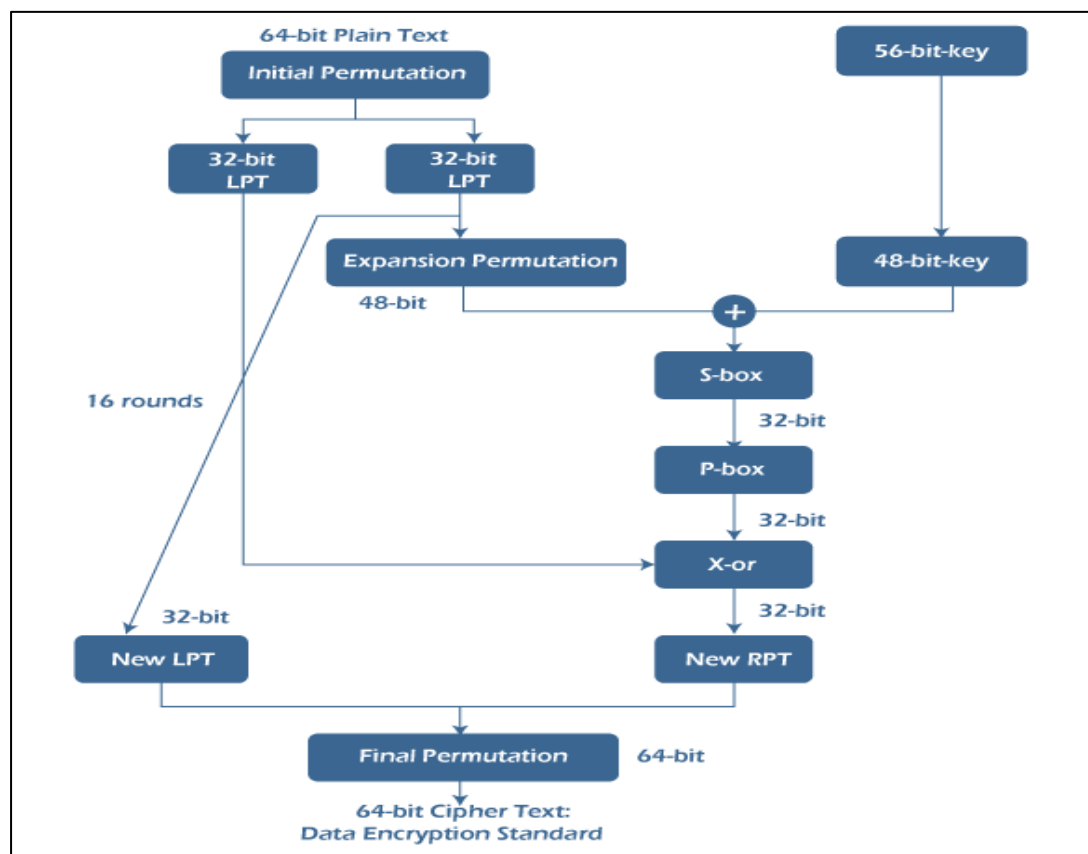 64-bit Plain Text
Initial Permutation
56-bit-key
32-bit
LPT
32-bit
LPT
Expansion Permutation
48-bit-key
48-bit
+
S-box
16 rounds
32-bit
P-box
32-bit
X-or
32-bit
32-bit
New LPT
New RPT
Final Permutation
64-bit
64-bit Cipher Text:
Data Encryption Standard